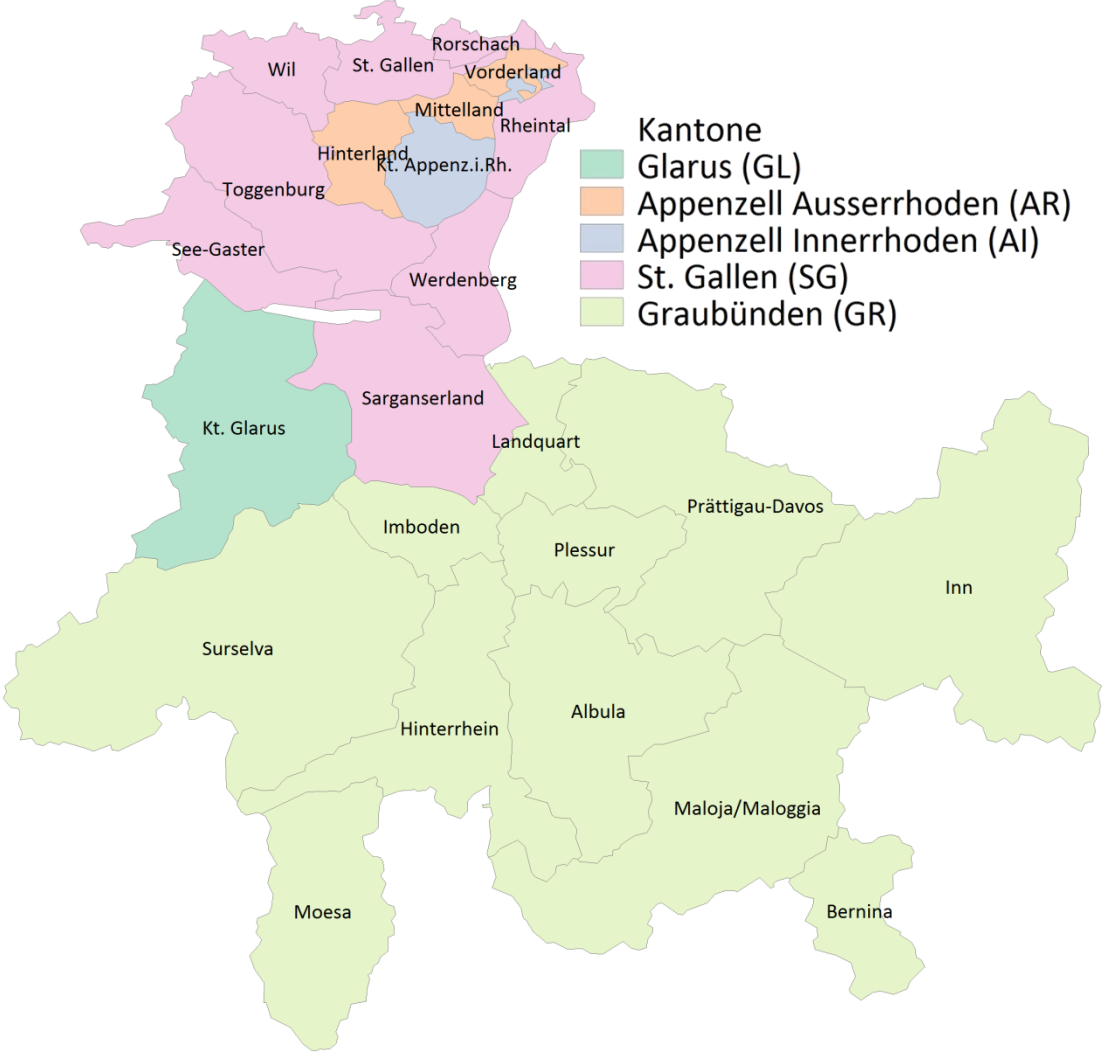 Rorschach
St. Gallen
Wil
Vorderland
Mittelland
Rheintal
Hinterland
Kt. Appenz.i.Rh.
Toggenburg
See-Gaster
Werdenberg
Kantone
Glarus (GL)
Appenzell Ausserrhoden (AR)
Appenzell Innerrhoden (AI)
St. Gallen (SG)
Graubünden (GR)
Sarganserland
Kt. Glarus
Landquart
Prättigau-Davos
Imboden
Plessur
Inn
Surselva
Albula
Hinterrhein
Maloja/Maloggia
Moesa
Bernina